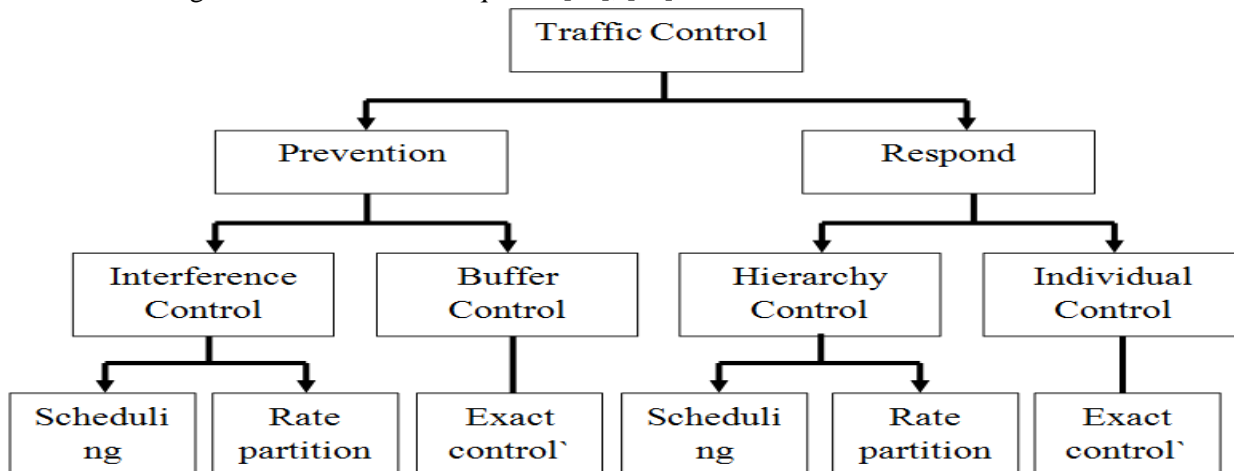 Traffic Control
Prevention
Respond
Interference
Control
Buffer
Control
Hierarchy
Control
Individual
Control
Scheduli
ng
Rate
partition
Exact
control`
Scheduli
ng
Rate
partition
Exact
control`